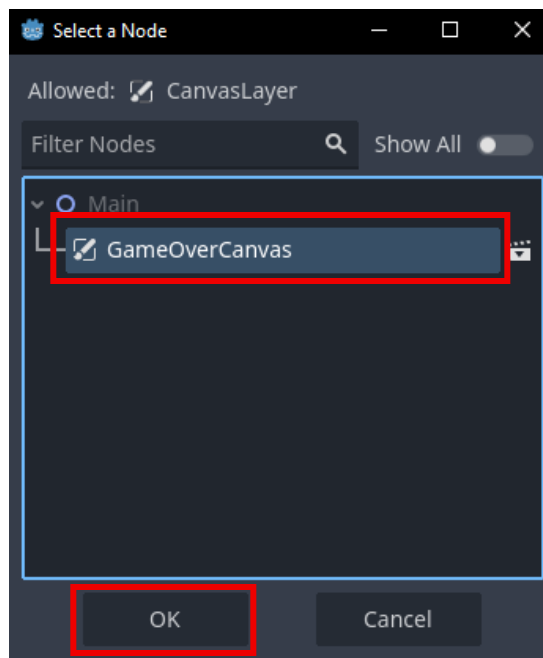 Select a Node
Allowed: CanvasLayer
Filter Nodes Show All
Main
GameOverCanvas
OK Cancel